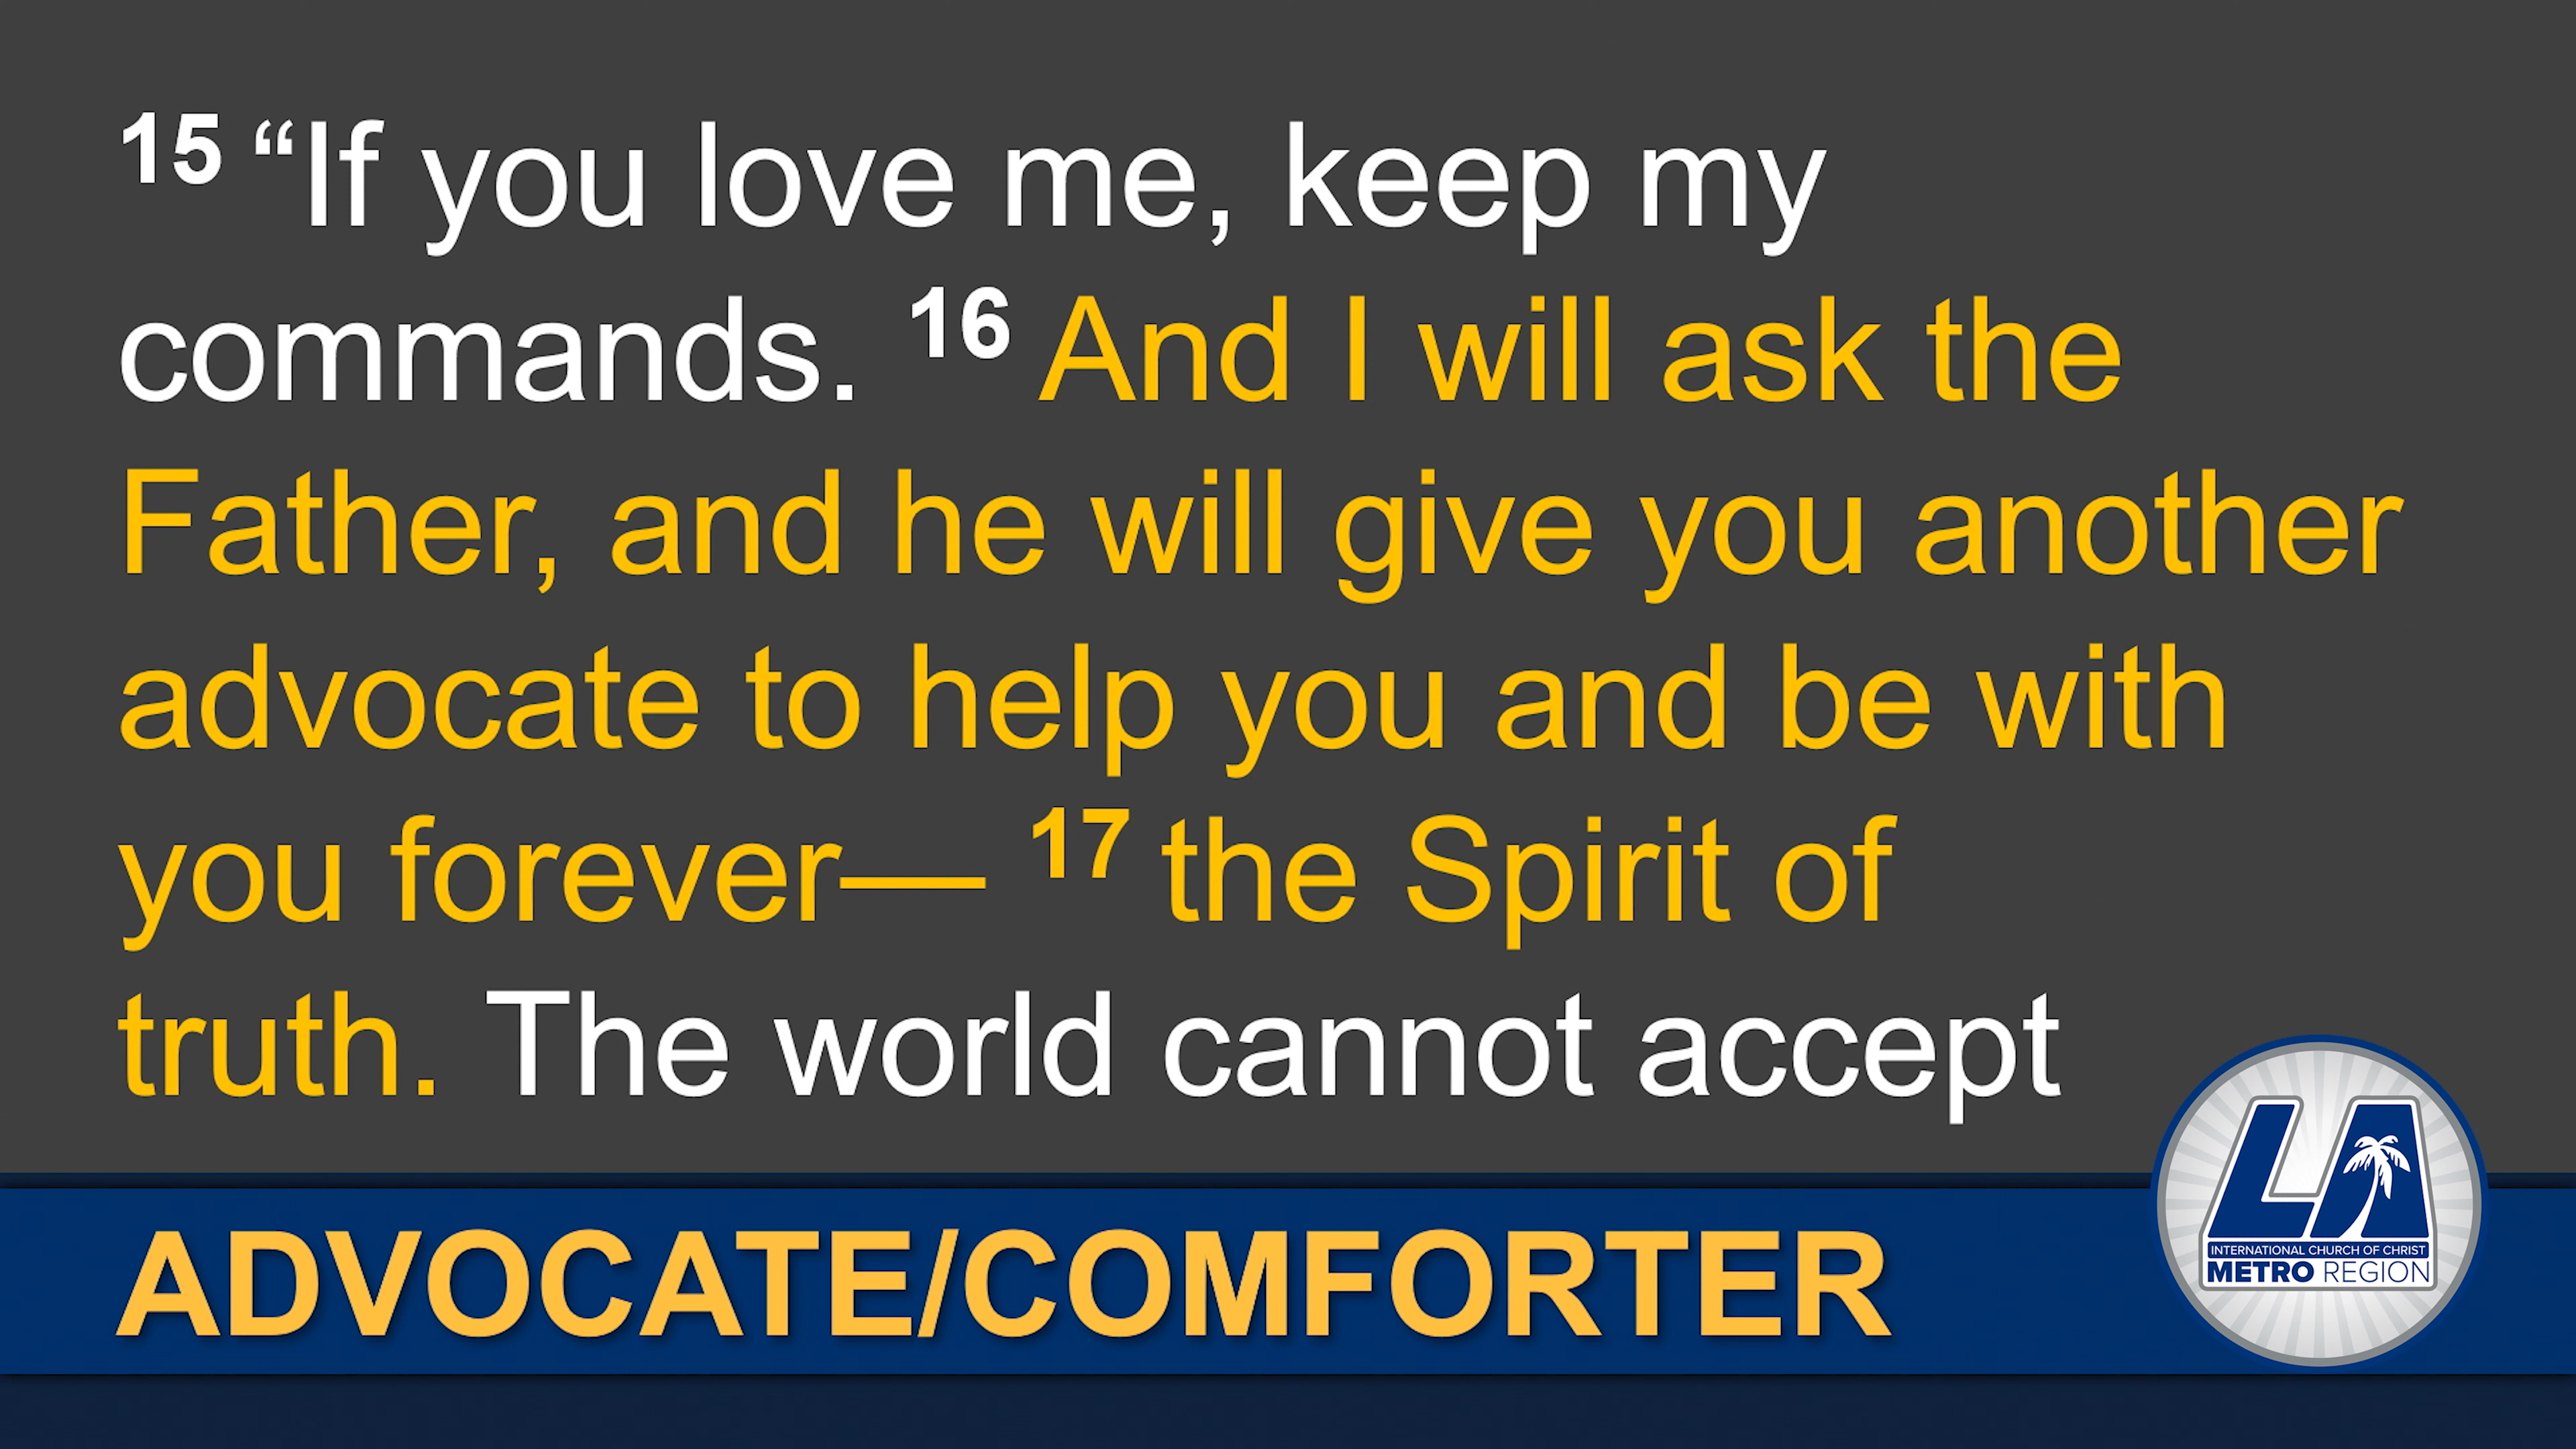 15 “If you love me, keep my
commands. 16 And I will ask the
Father, and he will give you another
advocate to help you and be with
you forever— 17 the Spirit of
truth. The world cannot accept
ADVOCATE/COMFORTER
LA
INTERNATIONAL CHURCH OF CHRIST
METRO REGION